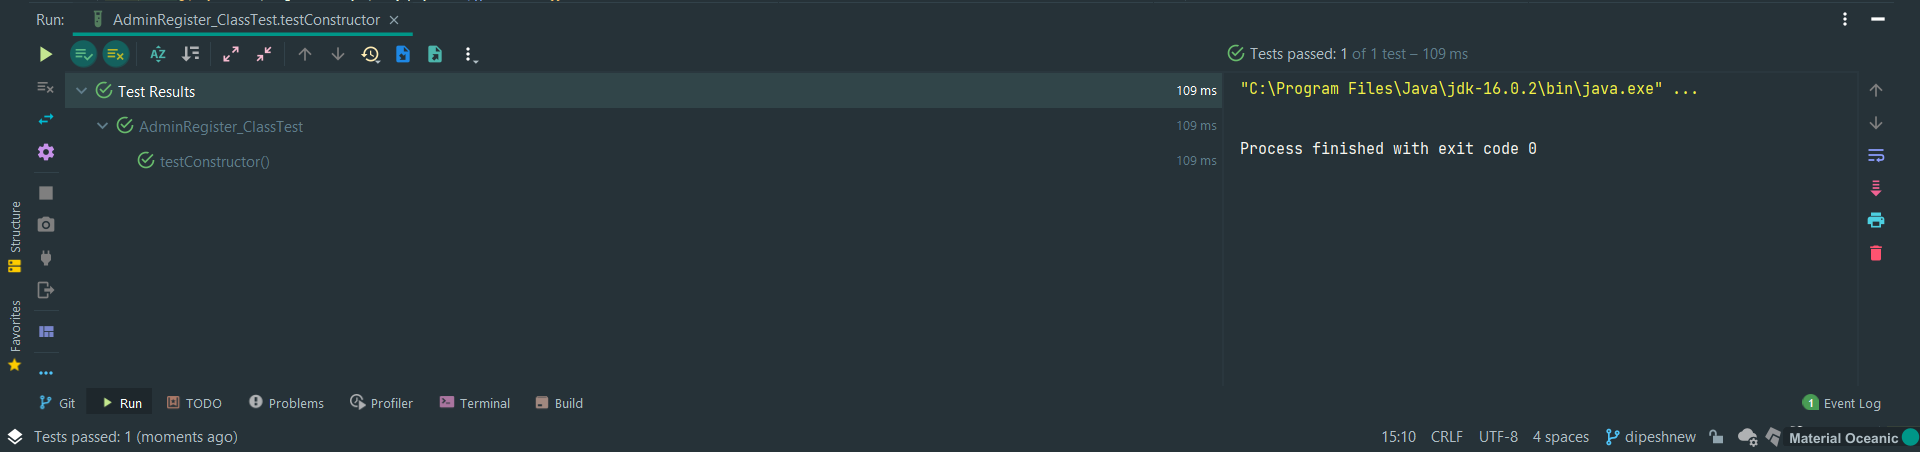 Run: AdminRegister_ClassTest.testConstructor
Tests passed: 1 of 1 test – 109 ms
Test Results 109 ms
AdminRegister_ClassTest 109 ms
testConstructor() 109 ms
"C:\Program Files\Java\jdk-16.0.2\bin\java.exe" ...
Process finished with exit code 0
Structure
Favorites
Git Run TODO Problems Profiler Terminal Build 1 Event Log
Tests passed: 1 (moments ago) 15:10 CRLF UTF-8 4 spaces dipeshnew Material Oceanic